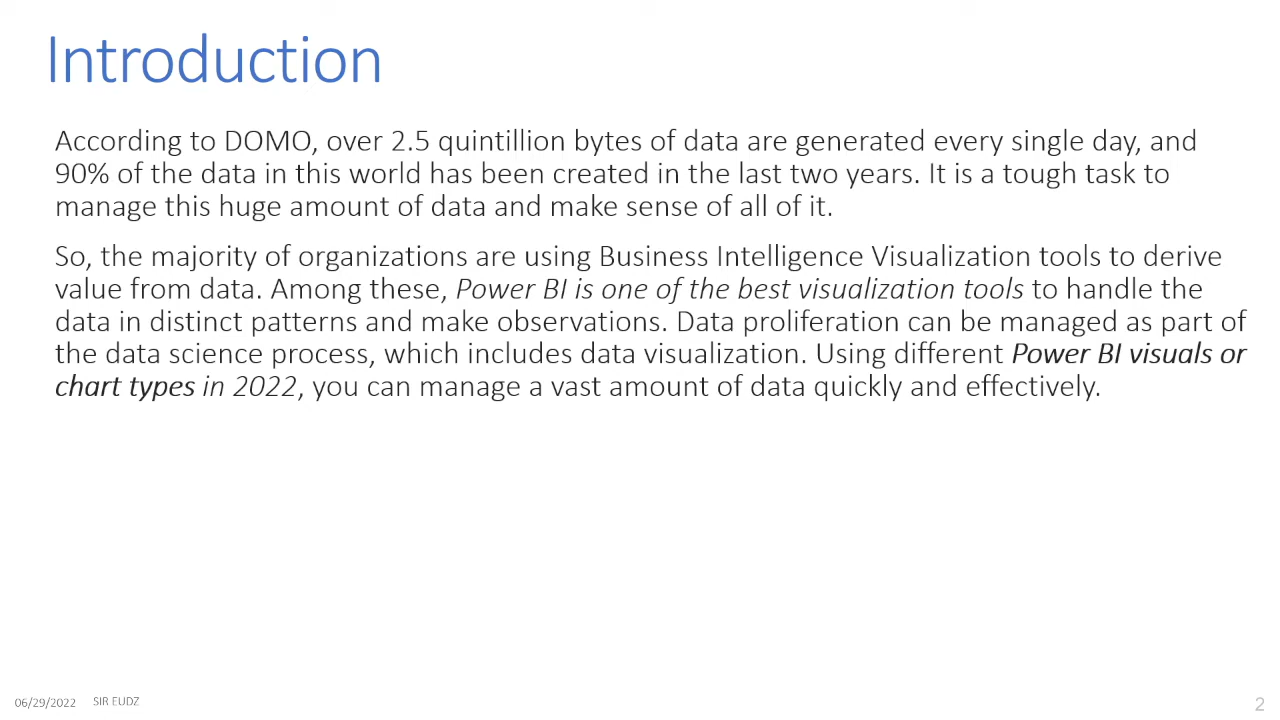 Introduction
According to DOMO, over 2.5 quintillion bytes of data are generated every single day, and
90% of the data in this world has been created in the last two years. It is a tough task to
manage this huge amount of data and make sense of all of it.
So, the majority of organizations are using Business Intelligence Visualization tools to derive
value from data. Among these, Power BI is one of the best visualization tools to handle the
data in distinct patterns and make observations. Data proliferation can be managed as part of
the data science process, which includes data visualization. Using different Power BI visuals or
chart types in 2022, you can manage a vast amount of data quickly and effectively.
06/29/2022 SIR EUDZ 2